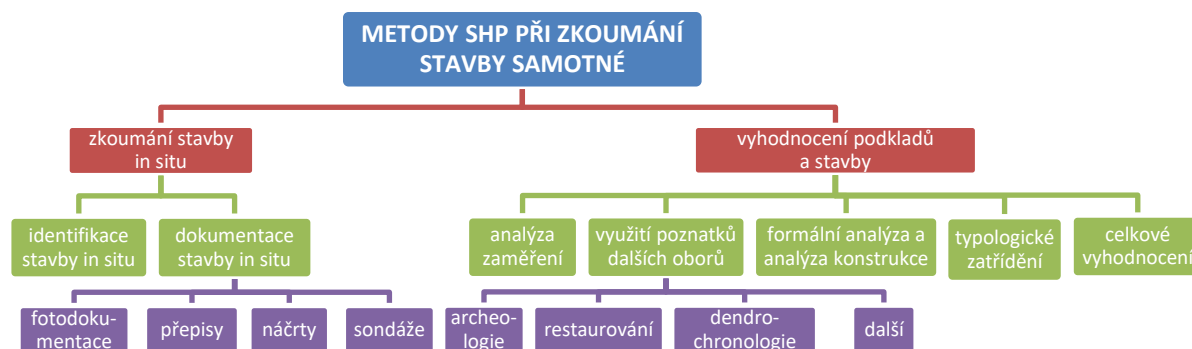 METODY SHP PŘI ZKOUMÁNÍ
STAVBY SAMOTNÉ
zkoumání stavby
in situ
vyhodnocení podkladů
a stavby
identifikace
stavby in situ
dokumentace
stavby in situ
analýza
zaměření
využití poznatků
dalších oborů
formální analýza a
analýza konstrukce
typologické
zatřídění
celkové
vyhodnocení
fotodoku-
mentace
přepisy
náčrty
sondáže
archeo-
logie
restaurování
dendro-
chronologie
další